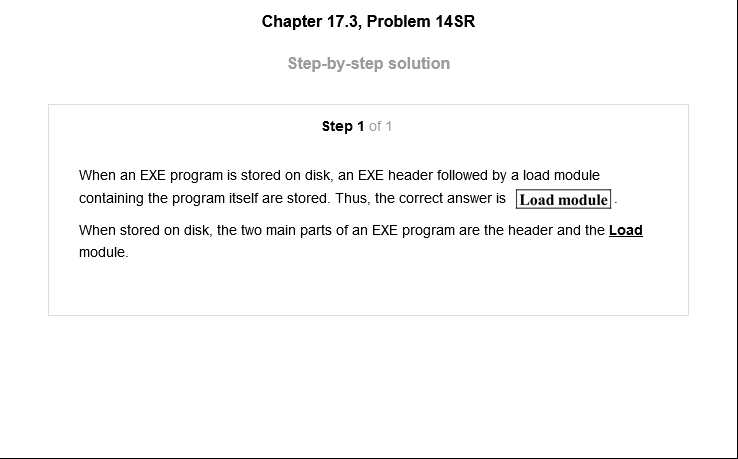 Chapter 17.3, Problem 14SR
Step-by-step solution
Step 1 of 1
When an EXE program is stored on disk, an EXE header followed by a load module
containing the program itself are stored. Thus, the correct answer is Load module .
When stored on disk, the two main parts of an EXE program are the header and the Load
module.